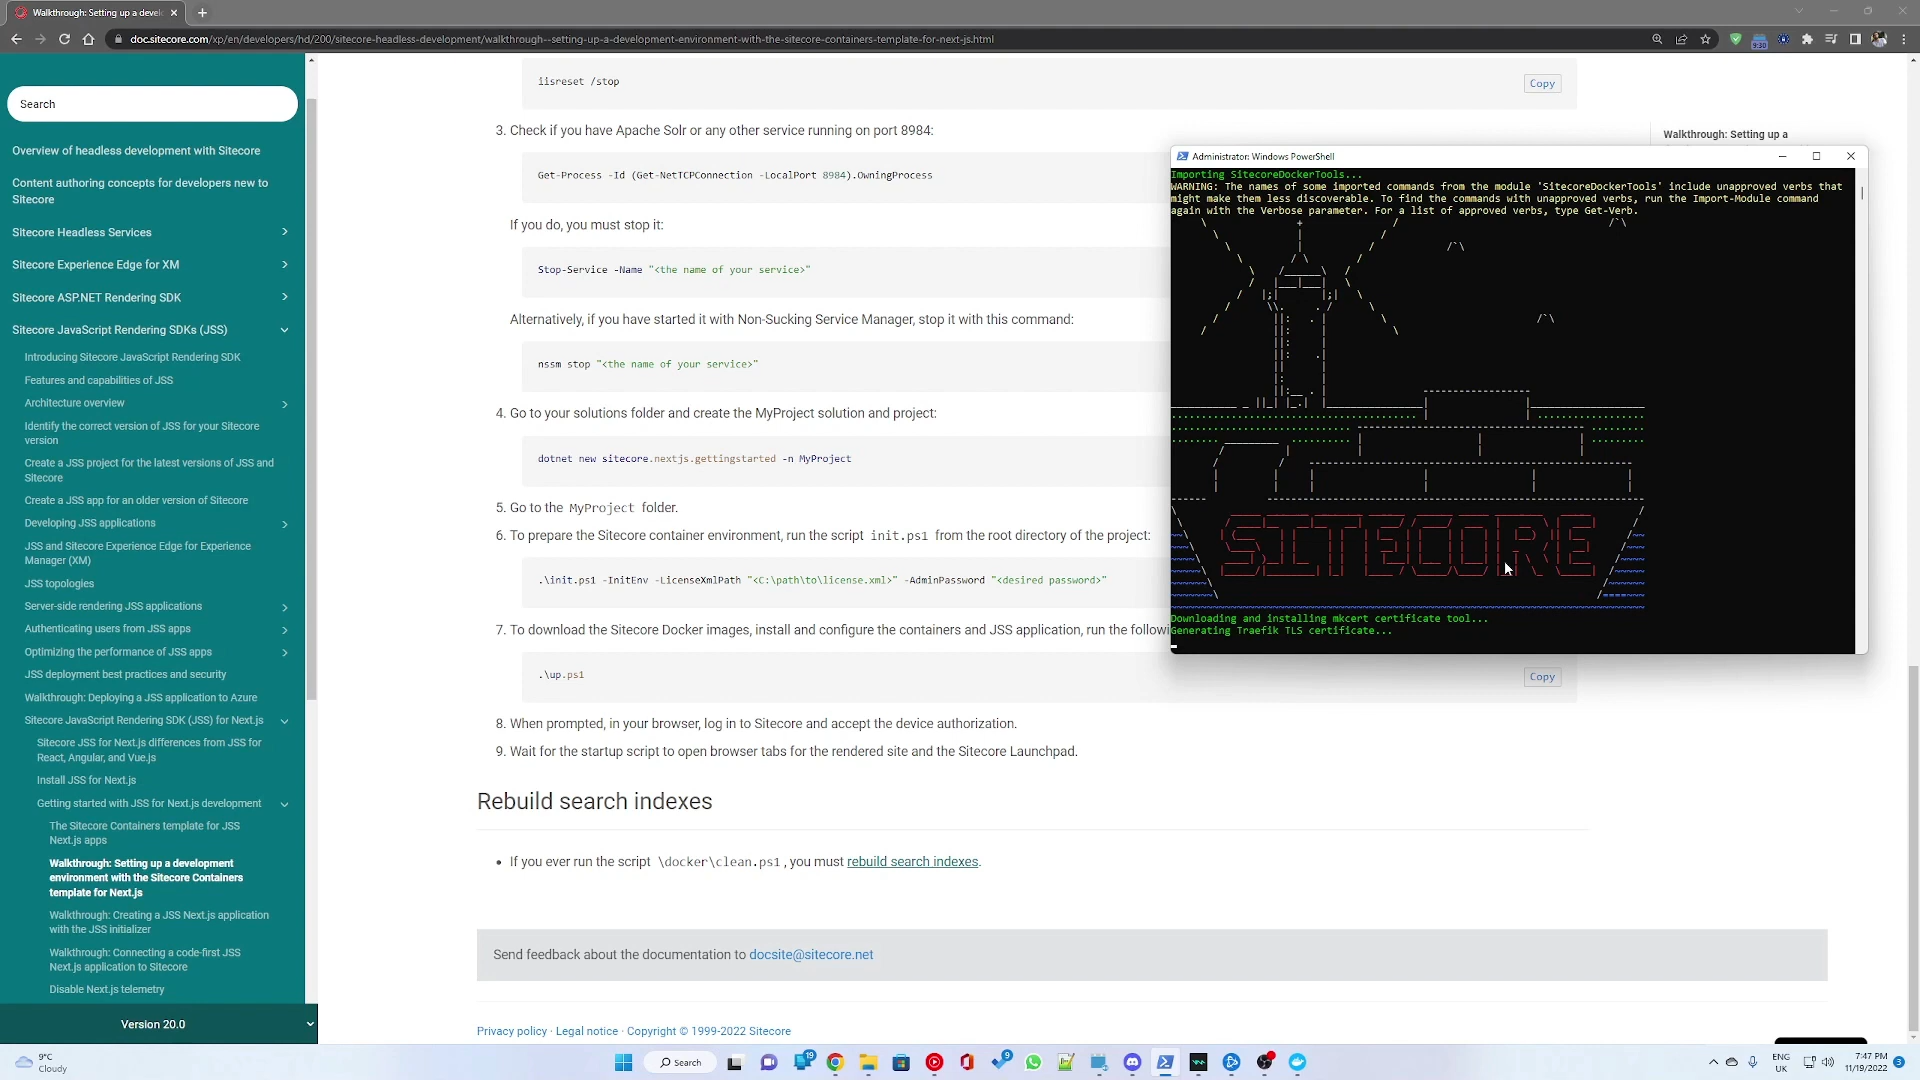 Walkthrough: Setting up a devel
doc.sitecore.com/xp/en/developers/hd/200/sitecore-headless-development/walkthrough--setting-up-a-development-environment-with-the-sitecore-containers-template-for-next-js.html
9:30
Search
Overview of headless development with Sitecore
Content authoring concepts for developers new to
Sitecore
Sitecore Headless Services
Sitecore Experience Edge for XM
Sitecore ASP.NET Rendering SDK
Sitecore JavaScript Rendering SDKs (JSS)
Introducing Sitecore JavaScript Rendering SDK
Features and capabilities of JSS
Architecture overview
Identify the correct version of JSS for your Sitecore
version
Create a JSS project for the latest versions of JSS and
Sitecore
Create a JSS app for an older version of Sitecore
Developing JSS applications
JSS and Sitecore Experience Edge for Experience
Manager (XM)
JSS topologies
Server-side rendering JSS applications
Authenticating users from JSS apps
Optimizing the performance of JSS apps
JSS deployment best practices and security
Walkthrough: Deploying a JSS application to Azure
Sitecore JavaScript Rendering SDK (JSS) for Next.js
Sitecore JSS for Next.js differences from JSS for
React, Angular, and Vue.js
Install JSS for Next.js
Getting started with JSS for Next.js development
The Sitecore Containers template for JSS
Next.js apps
Walkthrough: Setting up a development
environment with the Sitecore Containers
template for Next.js
Walkthrough: Creating a JSS Next.js application
with the JSS initializer
Walkthrough: Connecting a code-first JSS
Next.js application to Sitecore
Disable Next.js telemetry
Version 20.0
iisreset /stop
Copy
3. Check if you have Apache Solr or any other service running on port 8984:
Get-Process -Id (Get-NetTCPConnection -LocalPort 8984).OwningProcess
If you do, you must stop it:
Stop-Service -Name "<the name of your service>"
Alternatively, if you have started it with Non-Sucking Service Manager, stop it with this command:
nssm stop "<the name of your service>"
4. Go to your solutions folder and create the MyProject solution and project:
dotnet new sitecore.nextjs.gettingstarted -n MyProject
5. Go to the MyProject folder.
6. To prepare the Sitecore container environment, run the script init.ps1 from the root directory of the project:
.\init.ps1 -InitEnv -LicenseXmlPath "<C:\path\to\license.xml>" -AdminPassword "<desired password>"
7. To download the Sitecore Docker images, install and configure the containers and JSS application, run the followi
.\up.ps1
Copy
8. When prompted, in your browser, log in to Sitecore and accept the device authorization.
9. Wait for the startup script to open browser tabs for the rendered site and the Sitecore Launchpad.
Rebuild search indexes
• If you ever run the script \docker\clean.ps1, you must rebuild search indexes.
Send feedback about the documentation to docsite@sitecore.net
Privacy policy · Legal notice · Copyright © 1999-2022 Sitecore
Walkthrough: Setting up a
Administrator: Windows PowerShell
Importing SitecoreDockerTools...
WARNING: The names of some imported commands from the module 'SitecoreDockerTools' include unapproved verbs that
might make them less discoverable. To find the commands with unapproved verbs, run the Import-Module command
again with the Verbose parameter. For a list of approved verbs, type Get-Verb.
SITECORE
Downloading and installing mkcert certificate tool...
Generating Traefik TLS certificate...
9°C
Cloudy
Search
19
9
ENG
UK
7:47 PM
11/19/2022
3